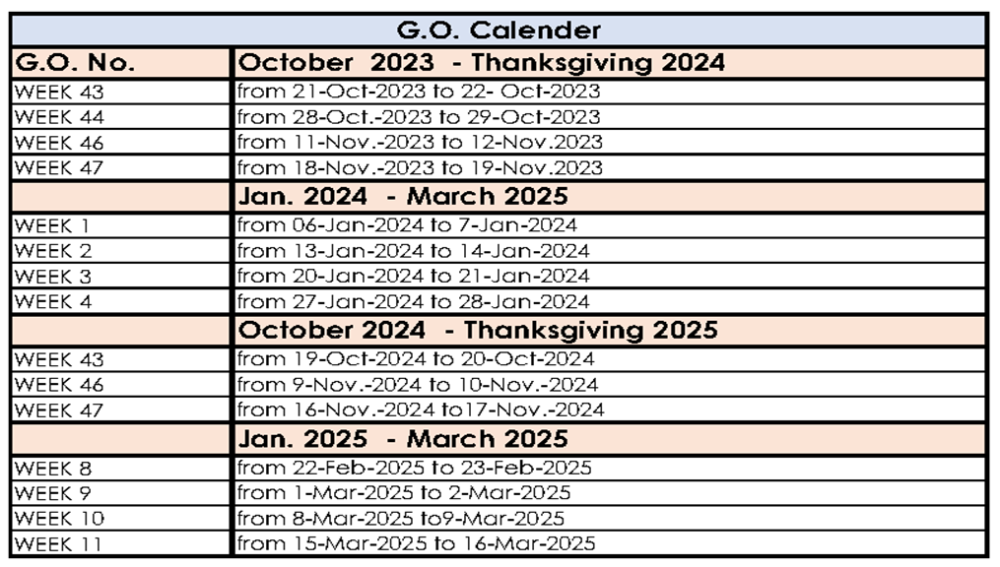 G.O. Calender
G.O. No. October 2023 - Thanksgiving 2024
WEEK 43 from 21-Oct-2023 to 22- Oct-2023
WEEK 44 from 28-Oct.-2023 to 29-Oct-2023
WEEK 46 from 11-Nov.-2023 to 12-Nov.2023
WEEK 47 from 18-Nov.-2023 to 19-Nov.2023
Jan. 2024 - March 2025
WEEK 1 from 06-Jan-2024 to 7-Jan-2024
WEEK 2 from 13-Jan-2024 to 14-Jan-2024
WEEK 3 from 20-Jan-2024 to 21-Jan-2024
WEEK 4 from 27-Jan-2024 to 28-Jan-2024
October 2024 - Thanksgiving 2025
WEEK 43 from 19-Oct-2024 to 20-Oct-2024
WEEK 46 from 9-Nov.-2024 to 10-Nov.-2024
WEEK 47 from 16-Nov.-2024 to17-Nov.-2024
Jan. 2025 - March 2025
WEEK 8 from 22-Feb-2025 to 23-Feb-2025
WEEK 9 from 1-Mar-2025 to 2-Mar-2025
WEEK 10 from 8-Mar-2025 to9-Mar-2025
WEEK 11 from 15-Mar-2025 to 16-Mar-2025